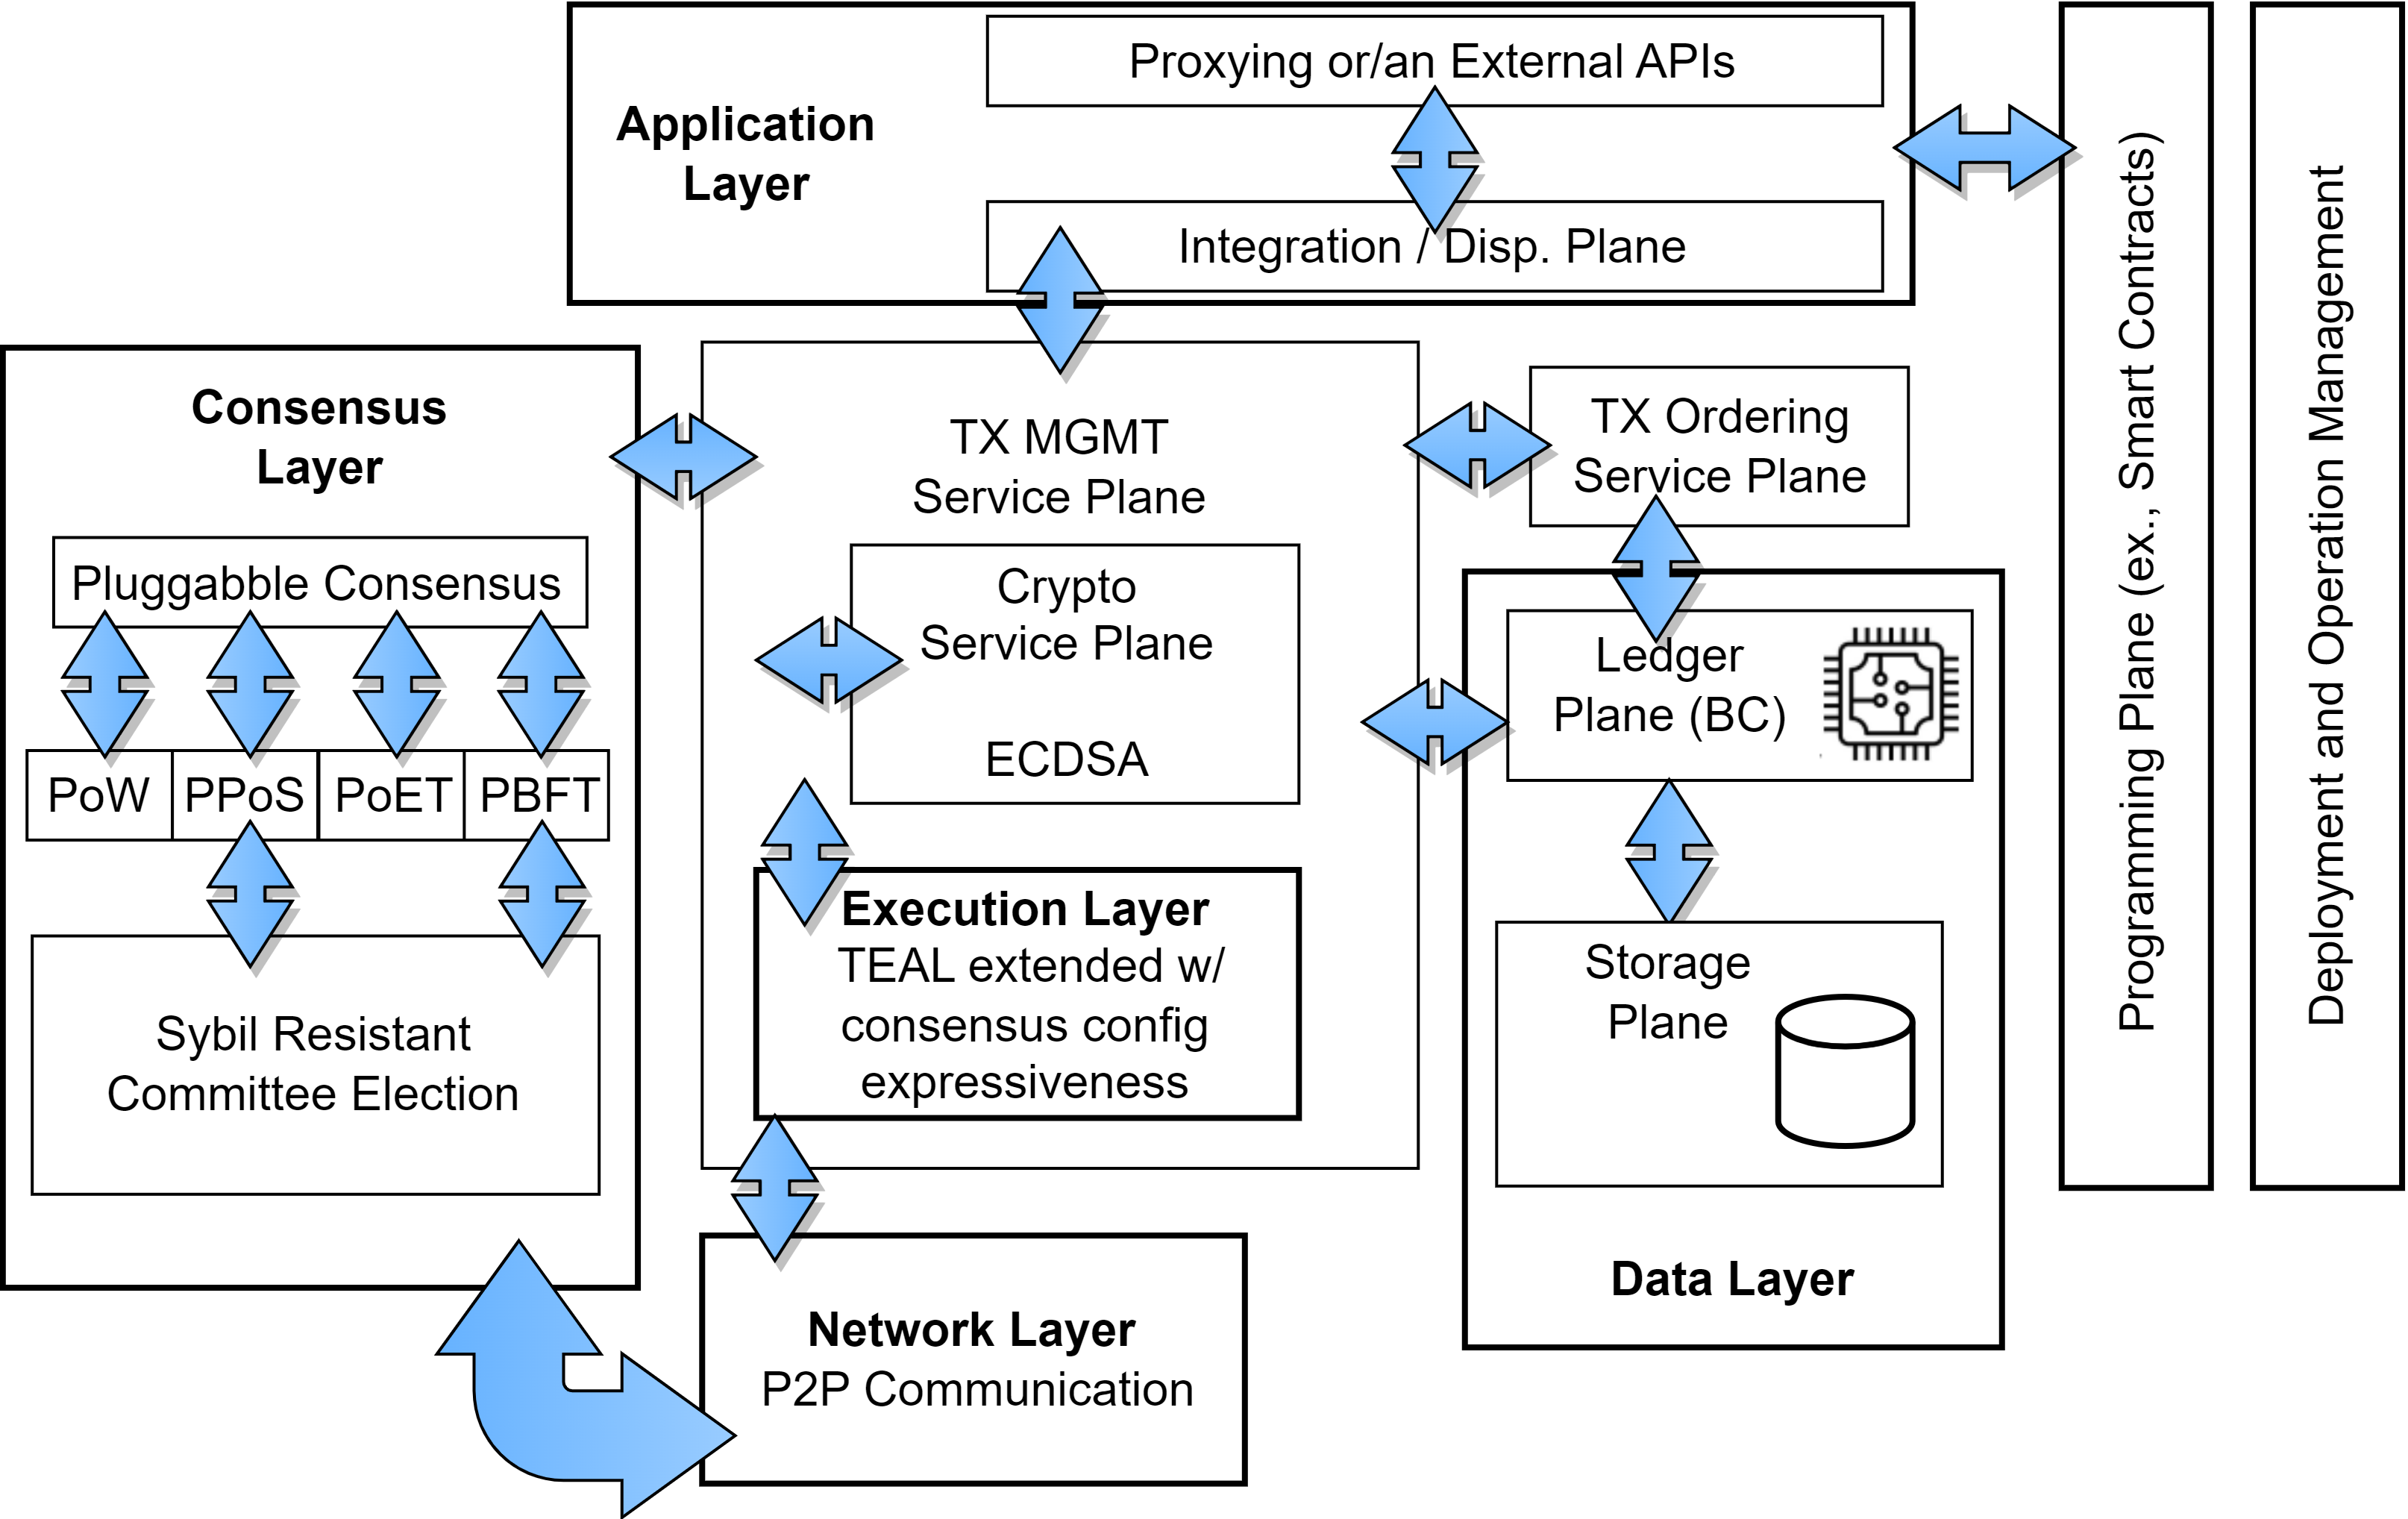 Proxying or/an External APIs
Application
Layer
Integration / Disp. Plane
Consensus
Layer
Pluggabble Consensus
PoW
PPoS
PoET
PBFT
Sybil Resistant
Committee Election
TX MGMT
Service Plane
Crypto
Service Plane
ECDSA
Execution Layer
TEAL extended w/
consensus config
expressiveness
Network Layer
P2P Communication
TX Ordering
Service Plane
Ledger
Plane (BC)
Storage
Plane
Data Layer
Programming Plane (ex., Smart Contracts)
Deployment and Operation Management